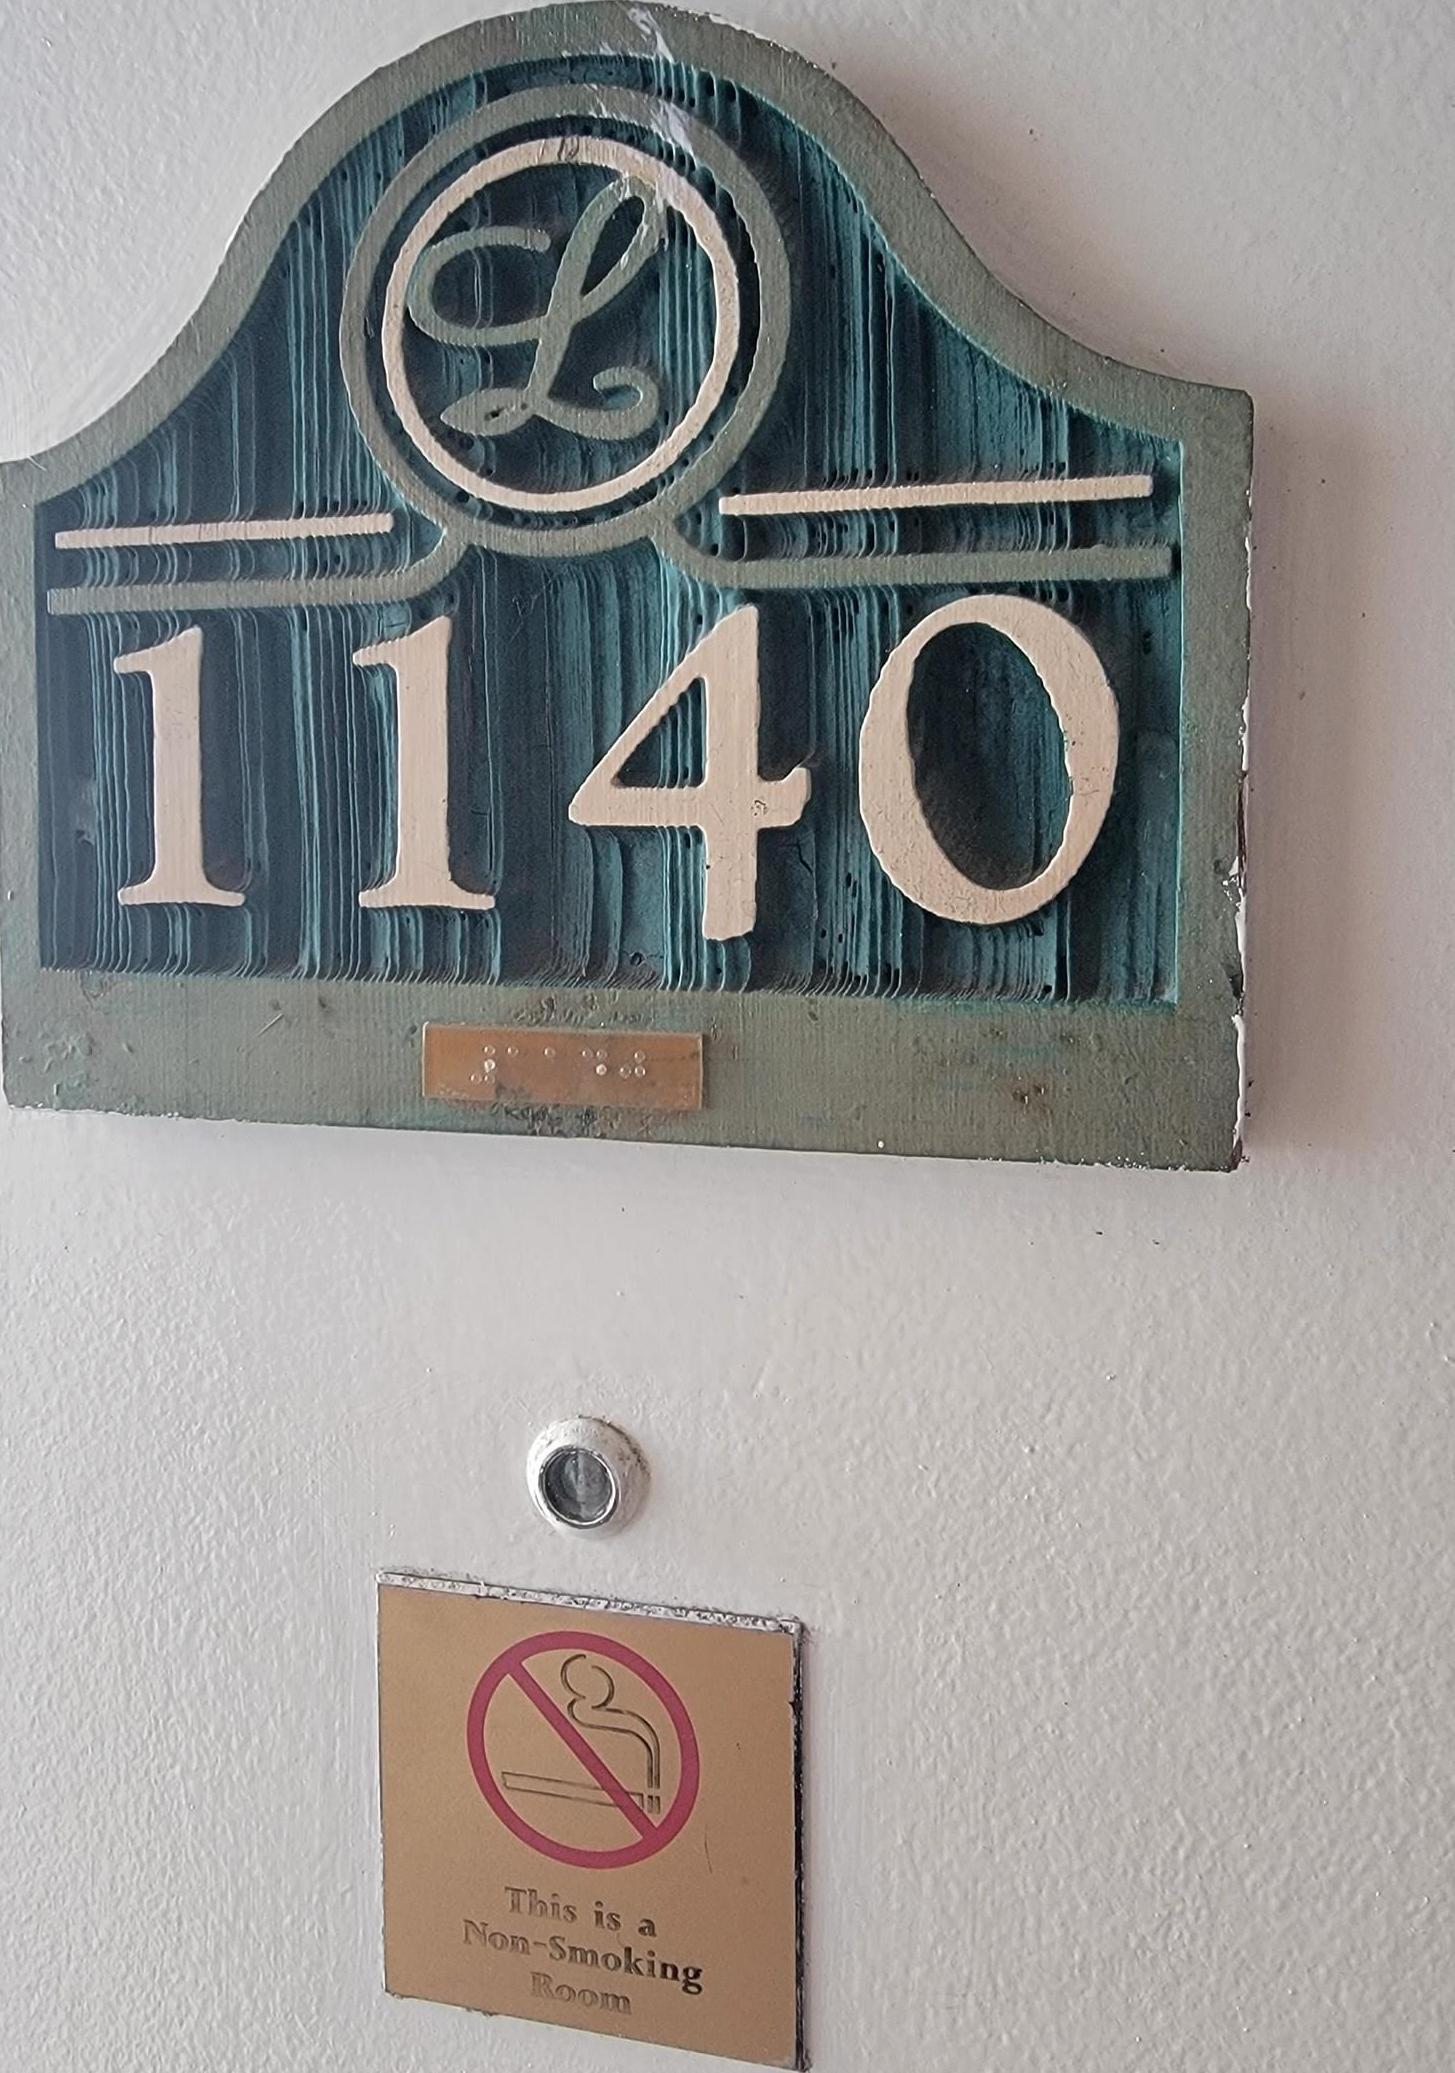 L
1140
⠼⠁⠁⠙⠚
This is a
Non-Smoking
Room